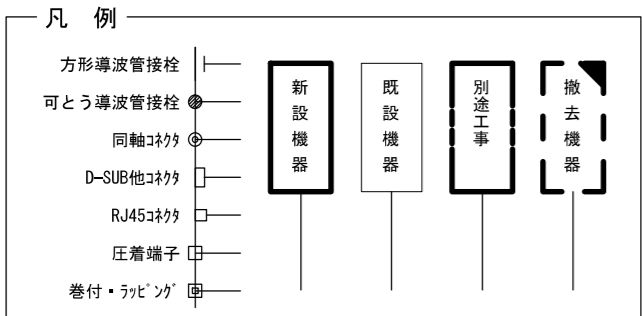 凡 例
方形導波管接栓
可とう導波管接栓
同軸ｺﾈｸﾀ
D-SUB他ｺﾈｸﾀ
RJ45ｺﾈｸﾀ
圧着端子
巻付・ﾗｯﾋﾟﾝｸﾞ
新設機器
既設機器
別途工事
撤去機器